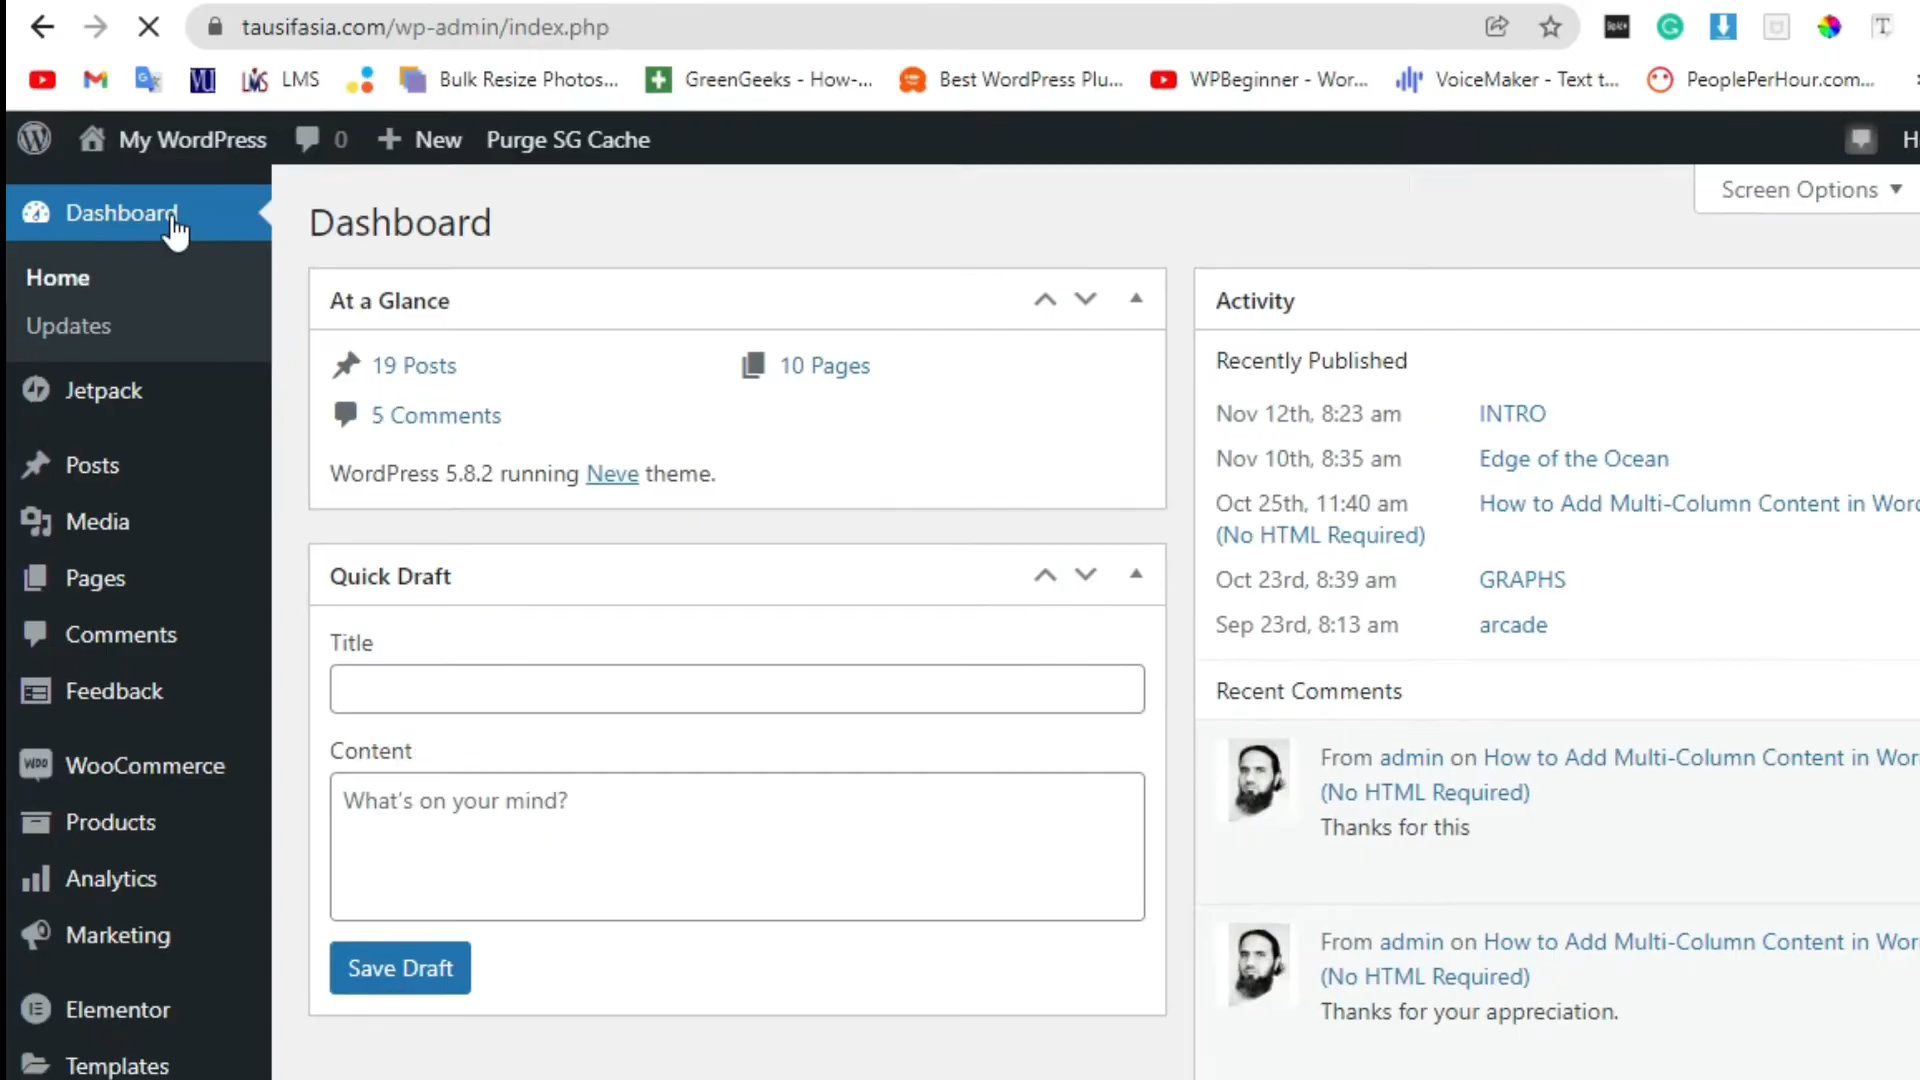 tausifasia.com/wp-admin/index.php
LMS
Bulk Resize Photos...
GreenGeeks - How-...
Best WordPress Plu...
WPBeginner - Wor...
VoiceMaker - Text t...
PeoplePerHour.com...
My WordPress
0
New
Purge SG Cache
H
Screen Options
Dashboard
Home
Updates
Jetpack
Posts
Media
Pages
Comments
Feedback
WooCommerce
Products
Analytics
Marketing
Elementor
Templates
Dashboard
At a Glance
19 Posts
10 Pages
5 Comments
WordPress 5.8.2 running Neve theme.
Quick Draft
Title
Content
What's on your mind?
Save Draft
Activity
Recently Published
Nov 12th, 8:23 am INTRO
Nov 10th, 8:35 am Edge of the Ocean
Oct 25th, 11:40 am How to Add Multi-Column Content in Word
(No HTML Required)
Oct 23rd, 8:39 am GRAPHS
Sep 23rd, 8:13 am arcade
Recent Comments
From admin on How to Add Multi-Column Content in Wor
(No HTML Required)
Thanks for this
From admin on How to Add Multi-Column Content in Wor
(No HTML Required)
Thanks for your appreciation.